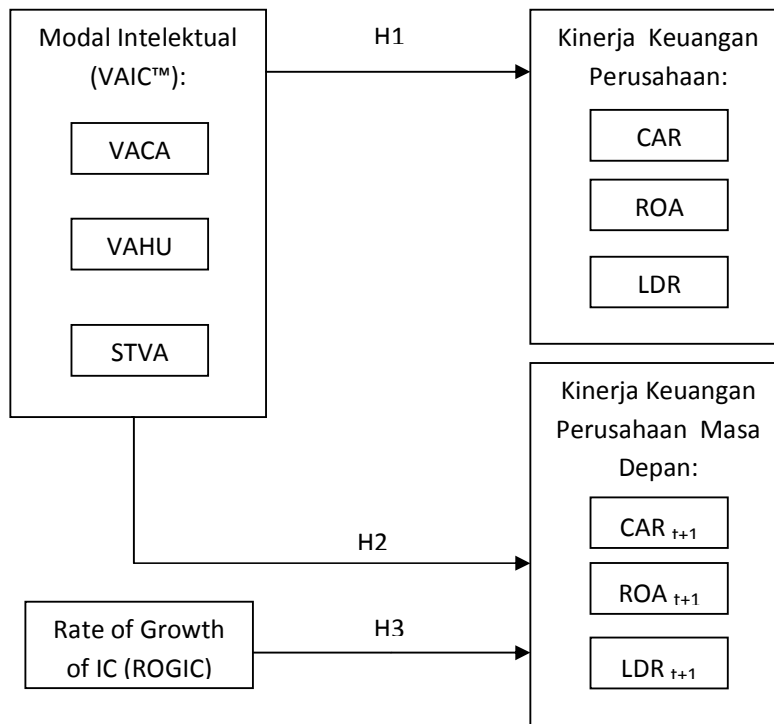 Modal Intelektual
(VAIC™):
VACA
VAHU
STVA
H1
Kinerja Keuangan
Perusahaan:
CAR
ROA
LDR
Kinerja Keuangan
Perusahaan Masa
Depan:
CAR t+1
ROA t+1
LDR t+1
H2
Rate of Growth
of IC (ROGIC)
H3